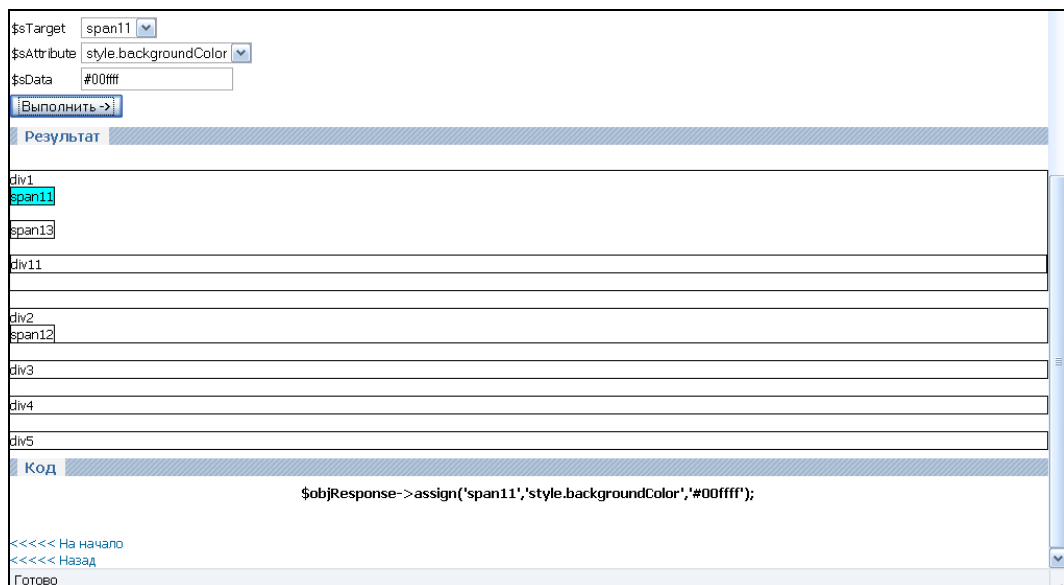 $sTarget span11
$sAttribute style.backgroundColor
$sData #00ffff
Выполнить ->
Результат
div1
span11
span13
div11
div2
span12
div3
div4
div5
Код
$objResponse->assign('span11','style.backgroundColor','#00ffff');
<<<<< На начало
<<<<< Назад
Готово